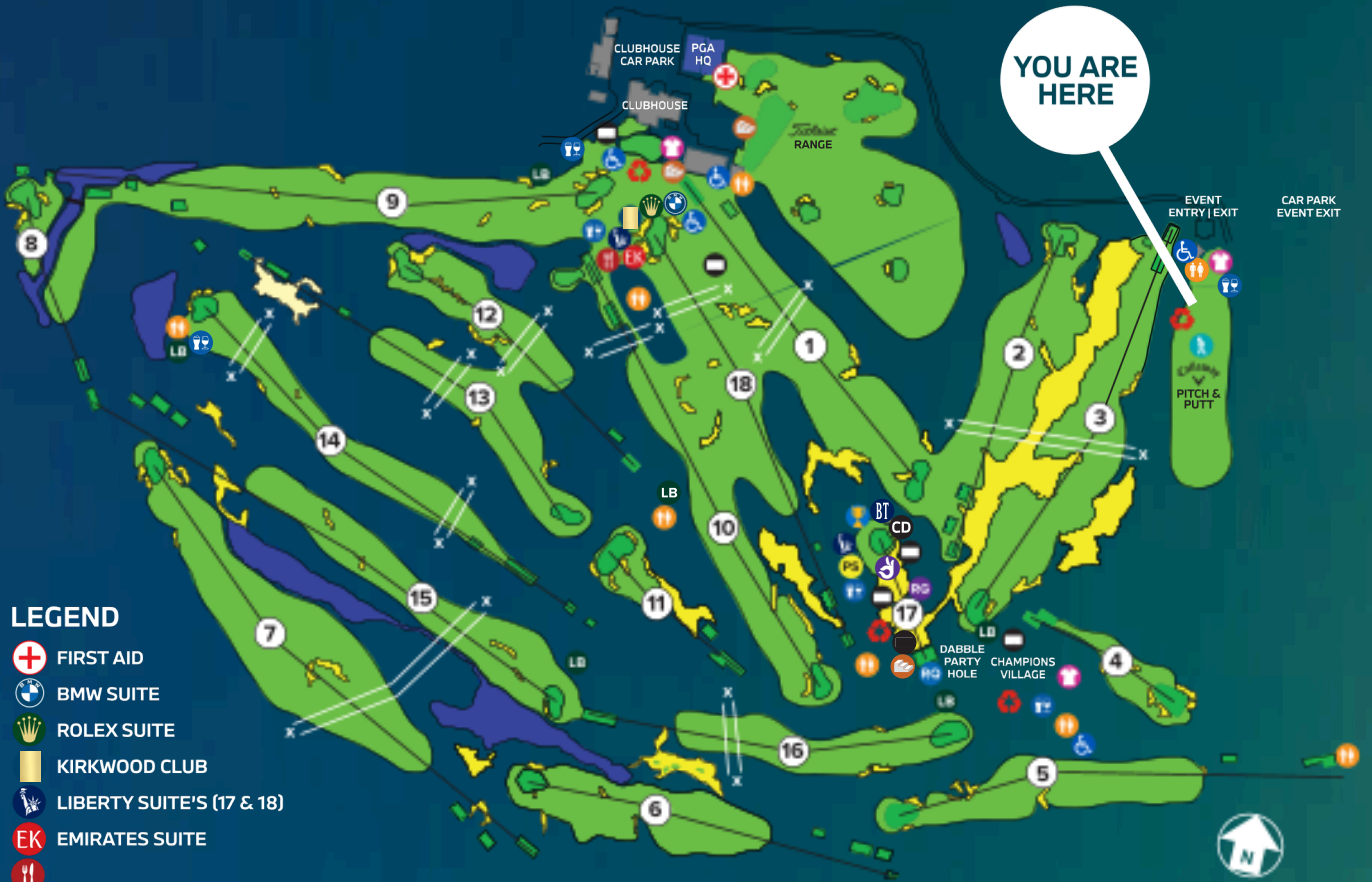 CLUBHOUSE
CAR PARK
PGA
HQ
CLUBHOUSE
Titleist
RANGE
YOU ARE
HERE
EVENT
ENTRY | EXIT
CAR PARK
EVENT EXIT
LB
9
8
EK
12
1
2
18
13
3
Callaway
PITCH &
PUTT
LB
14
LB
10
BT
CD
PS
RG
17
11
15
7
LB
LB
DABBLE
PARTY
HOLE
CHAMPIONS
VILLAGE
4
LB
16
5
6
N
LEGEND
FIRST AID
BMW SUITE
ROLEX SUITE
KIRKWOOD CLUB
LIBERTY SUITE'S (17 & 18)
EK EMIRATES SUITE